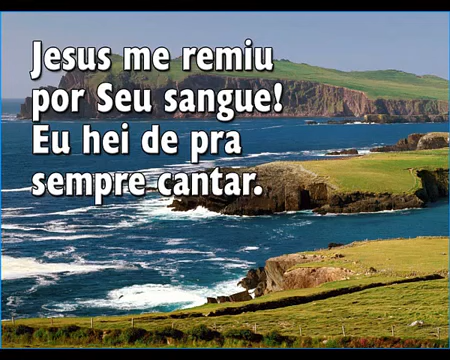 Jesus me remiu
por Seu sangue!
Eu hei de pra
sempre cantar.